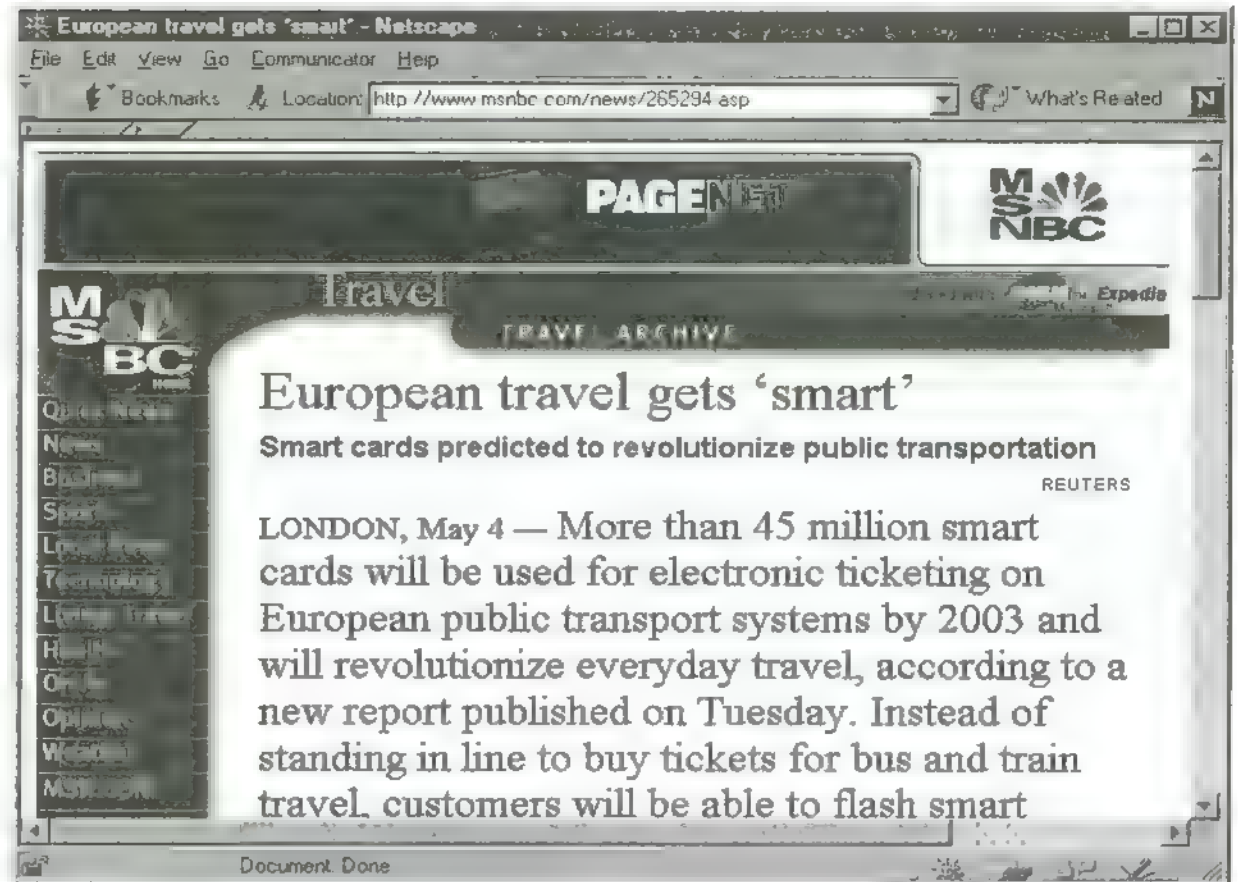 European travel gets 'smart' - Netscape
File Edit View Go Communicator Help
Bookmarks Location: http://www.msnbc.com/news/265294.asp What's Related N
PAGENET
MSNBC
MSNBC
Travel
Expedia
TRAVEL ARCHIVE
European travel gets ‘smart’
Smart cards predicted to revolutionize public transportation
REUTERS
LONDON, May 4 — More than 45 million smart
cards will be used for electronic ticketing on
European public transport systems by 2003 and
will revolutionize everyday travel, according to a
new report published on Tuesday. Instead of
standing in line to buy tickets for bus and train
travel, customers will be able to flash smart
Document: Done